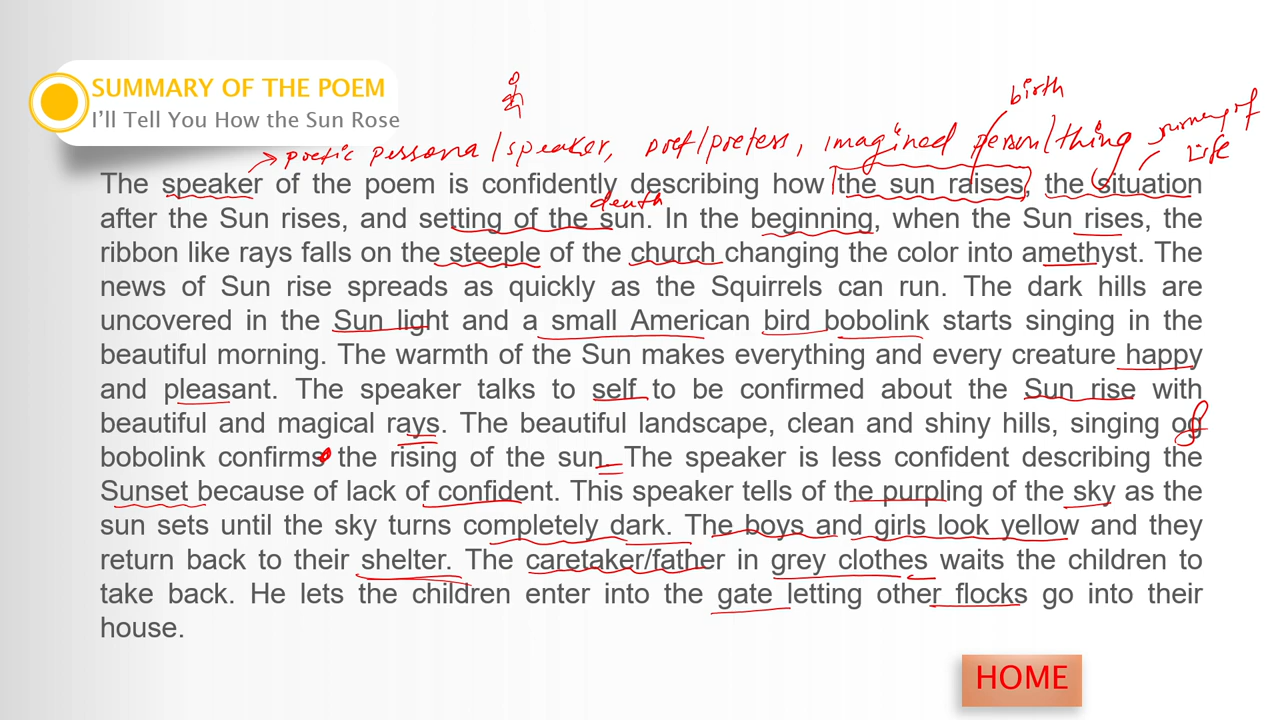 SUMMARY OF THE POEM
I'll Tell You How the Sun Rose
birth
→ poetic persona/speaker, poet/poetess, imagined person/thing
journey of
life
The speaker of the poem is confidently describing how the sun raises, the situation
death
after the Sun rises, and setting of the sun. In the beginning, when the Sun rises, the
ribbon like rays falls on the steeple of the church changing the color into amethyst. The
news of Sun rise spreads as quickly as the Squirrels can run. The dark hills are
uncovered in the Sun light and a small American bird bobolink starts singing in the
beautiful morning. The warmth of the Sun makes everything and every creature happy
and pleasant. The speaker talks to self to be confirmed about the Sun rise with
beautiful and magical rays. The beautiful landscape, clean and shiny hills, singing of
bobolink confirms the rising of the sun. The speaker is less confident describing the
Sunset because of lack of confident. This speaker tells of the purpling of the sky as the
sun sets until the sky turns completely dark. The boys and girls look yellow and they
return back to their shelter. The caretaker/father in grey clothes waits the children to
take back. He lets the children enter into the gate letting other flocks go into their
house.
HOME